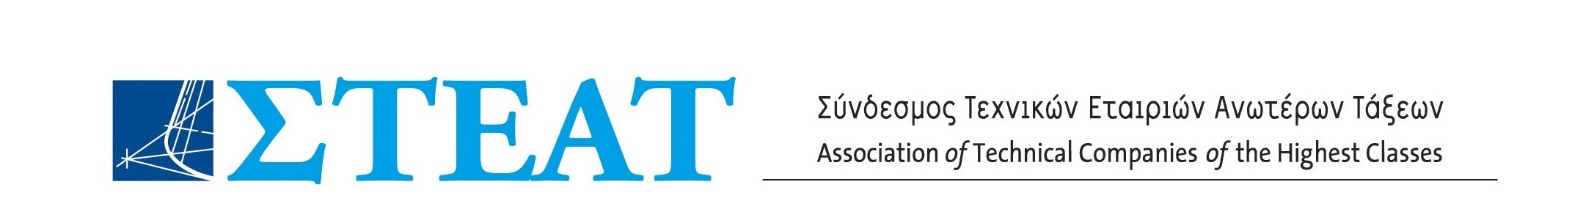 ΣΤΕΑΤ
Σύνδεσμος Τεχνικών Εταιριών Ανωτέρων Τάξεων
Association of Technical Companies of the Highest Classes